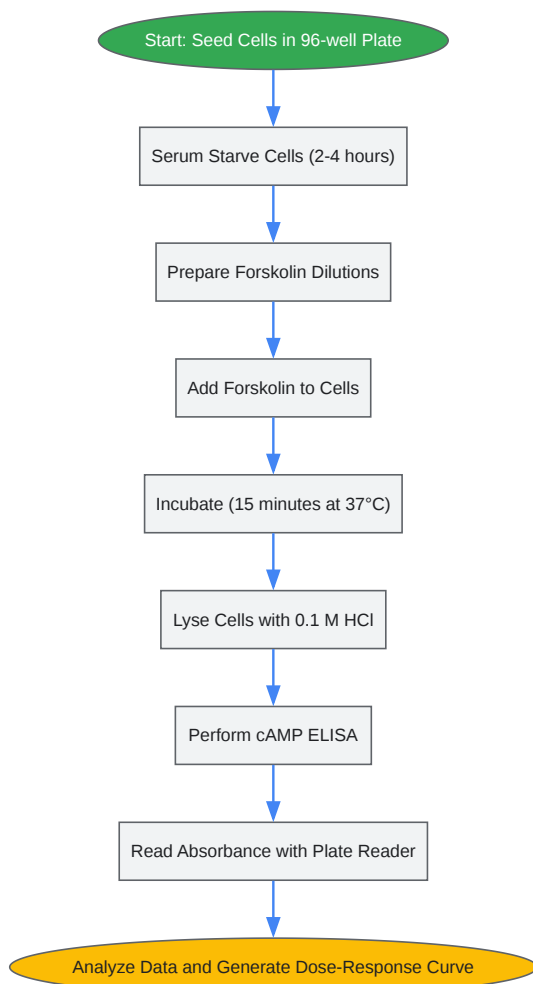 Start: Seed Cells in 96-well Plate
Serum Starve Cells (2-4 hours)
Prepare Forskolin Dilutions
Add Forskolin to Cells
Incubate (15 minutes at 37°C)
Lyse Cells with 0.1 M HCl
Perform cAMP ELISA
Read Absorbance with Plate Reader
Analyze Data and Generate Dose-Response Curve